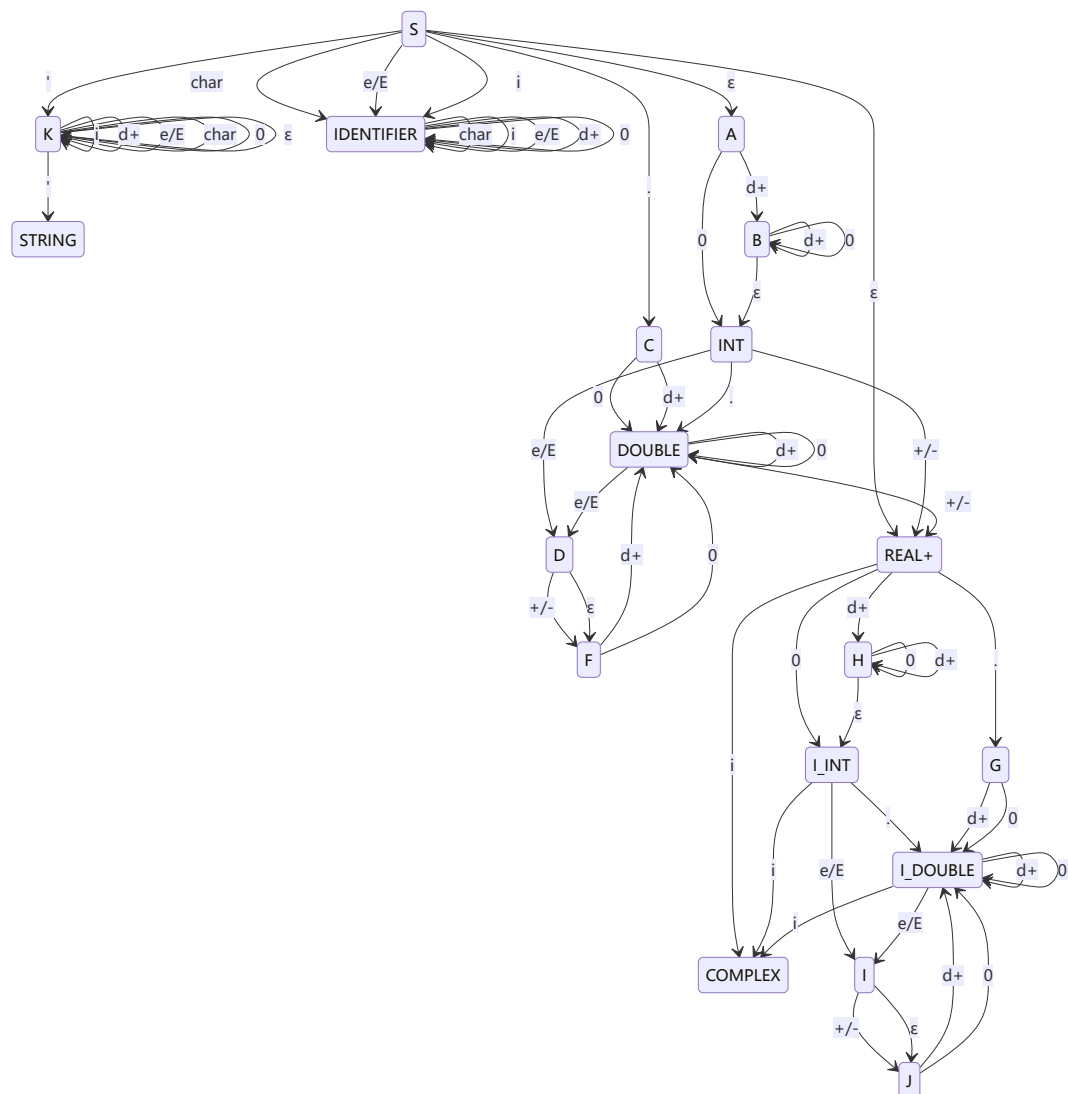 S
' char e/E i ε
K i d+ e/E char 0 ε IDENTIFIER char i e/E d+ 0 A
' . d+
STRING 0 B d+ 0
ε ε
C INT
0 d+ .
e/E DOUBLE d+ 0 +/-
e/E +/-
D d+ 0 REAL+
+/- ε d+
F 0 H 0 d+ .
ε
i I_INT G
. d+ 0
i e/E I_DOUBLE d+ 0
i e/E
COMPLEX I d+ 0
+/- ε
J